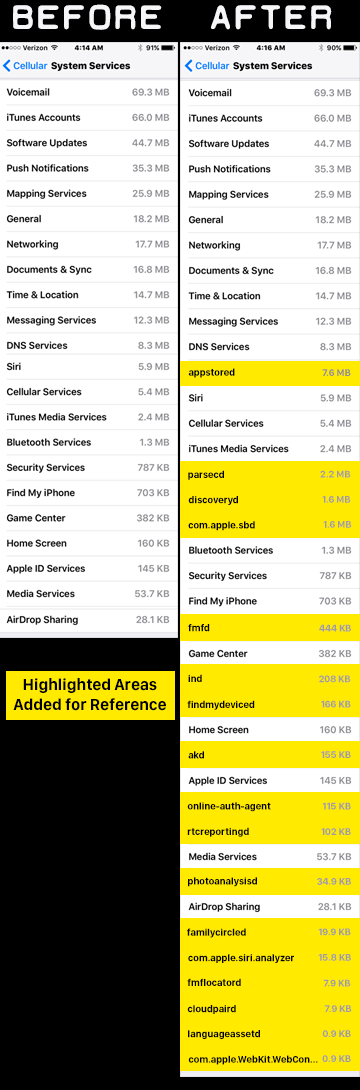 BEFORE AFTER
●●○○○ Verizon 4:14 AM 91%
Cellular System Services
Voicemail 69.3 MB
iTunes Accounts 66.0 MB
Software Updates 44.7 MB
Push Notifications 35.3 MB
Mapping Services 25.9 MB
General 18.2 MB
Networking 17.7 MB
Documents & Sync 16.8 MB
Time & Location 14.7 MB
Messaging Services 12.3 MB
DNS Services 8.3 MB
Siri 5.9 MB
Cellular Services 5.4 MB
iTunes Media Services 2.4 MB
Bluetooth Services 1.3 MB
Security Services 787 KB
Find My iPhone 703 KB
Game Center 382 KB
Home Screen 160 KB
Apple ID Services 145 KB
Media Services 53.7 KB
AirDrop Sharing 28.1 KB
Highlighted Areas
Added for Reference
●●○○○ Verizon 4:16 AM 90%
Cellular System Services
Voicemail 69.3 MB
iTunes Accounts 66.0 MB
Software Updates 44.7 MB
Push Notifications 35.3 MB
Mapping Services 25.9 MB
General 18.2 MB
Networking 17.7 MB
Documents & Sync 16.8 MB
Time & Location 14.7 MB
Messaging Services 12.3 MB
DNS Services 8.3 MB
appstored 7.6 MB
Siri 5.9 MB
Cellular Services 5.4 MB
iTunes Media Services 2.4 MB
parsecd 2.2 MB
discoveryd 1.6 MB
com.apple.sbd 1.6 MB
Bluetooth Services 1.3 MB
Security Services 787 KB
Find My iPhone 703 KB
fmfd 444 KB
Game Center 382 KB
ind 208 KB
findmydeviced 166 KB
Home Screen 160 KB
akd 155 KB
Apple ID Services 145 KB
online-auth-agent 115 KB
rtcreportingd 102 KB
Media Services 53.7 KB
photoanalysisd 34.9 KB
AirDrop Sharing 28.1 KB
familycircled 19.9 KB
com.apple.siri.analyzer 15.8 KB
fmflocatord 7.9 KB
cloudpaird 7.9 KB
languageassetd 0.9 KB
com.apple.WebKit.WebCon... 0.9 KB